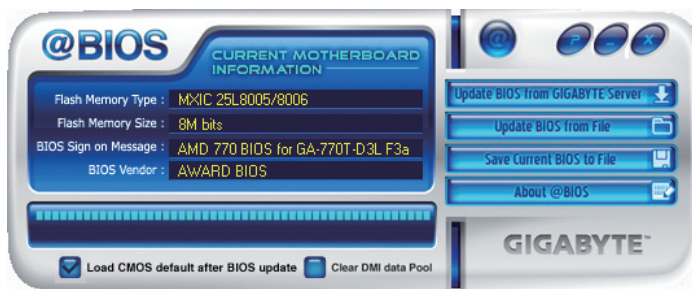 @BIOS
CURRENT MOTHERBOARD
INFORMATION
Flash Memory Type : MXIC 25L8005/8006
Flash Memory Size : 8M bits
BIOS Sign on Message : AMD 770 BIOS for GA-770T-D3L F3a
BIOS Vendor : AWARD BIOS
Load CMOS default after BIOS update Clear DMI data Pool
@ ? _ X
Update BIOS from GIGABYTE Server
Update BIOS from File
Save Current BIOS to File
About @BIOS
GIGABYTE™